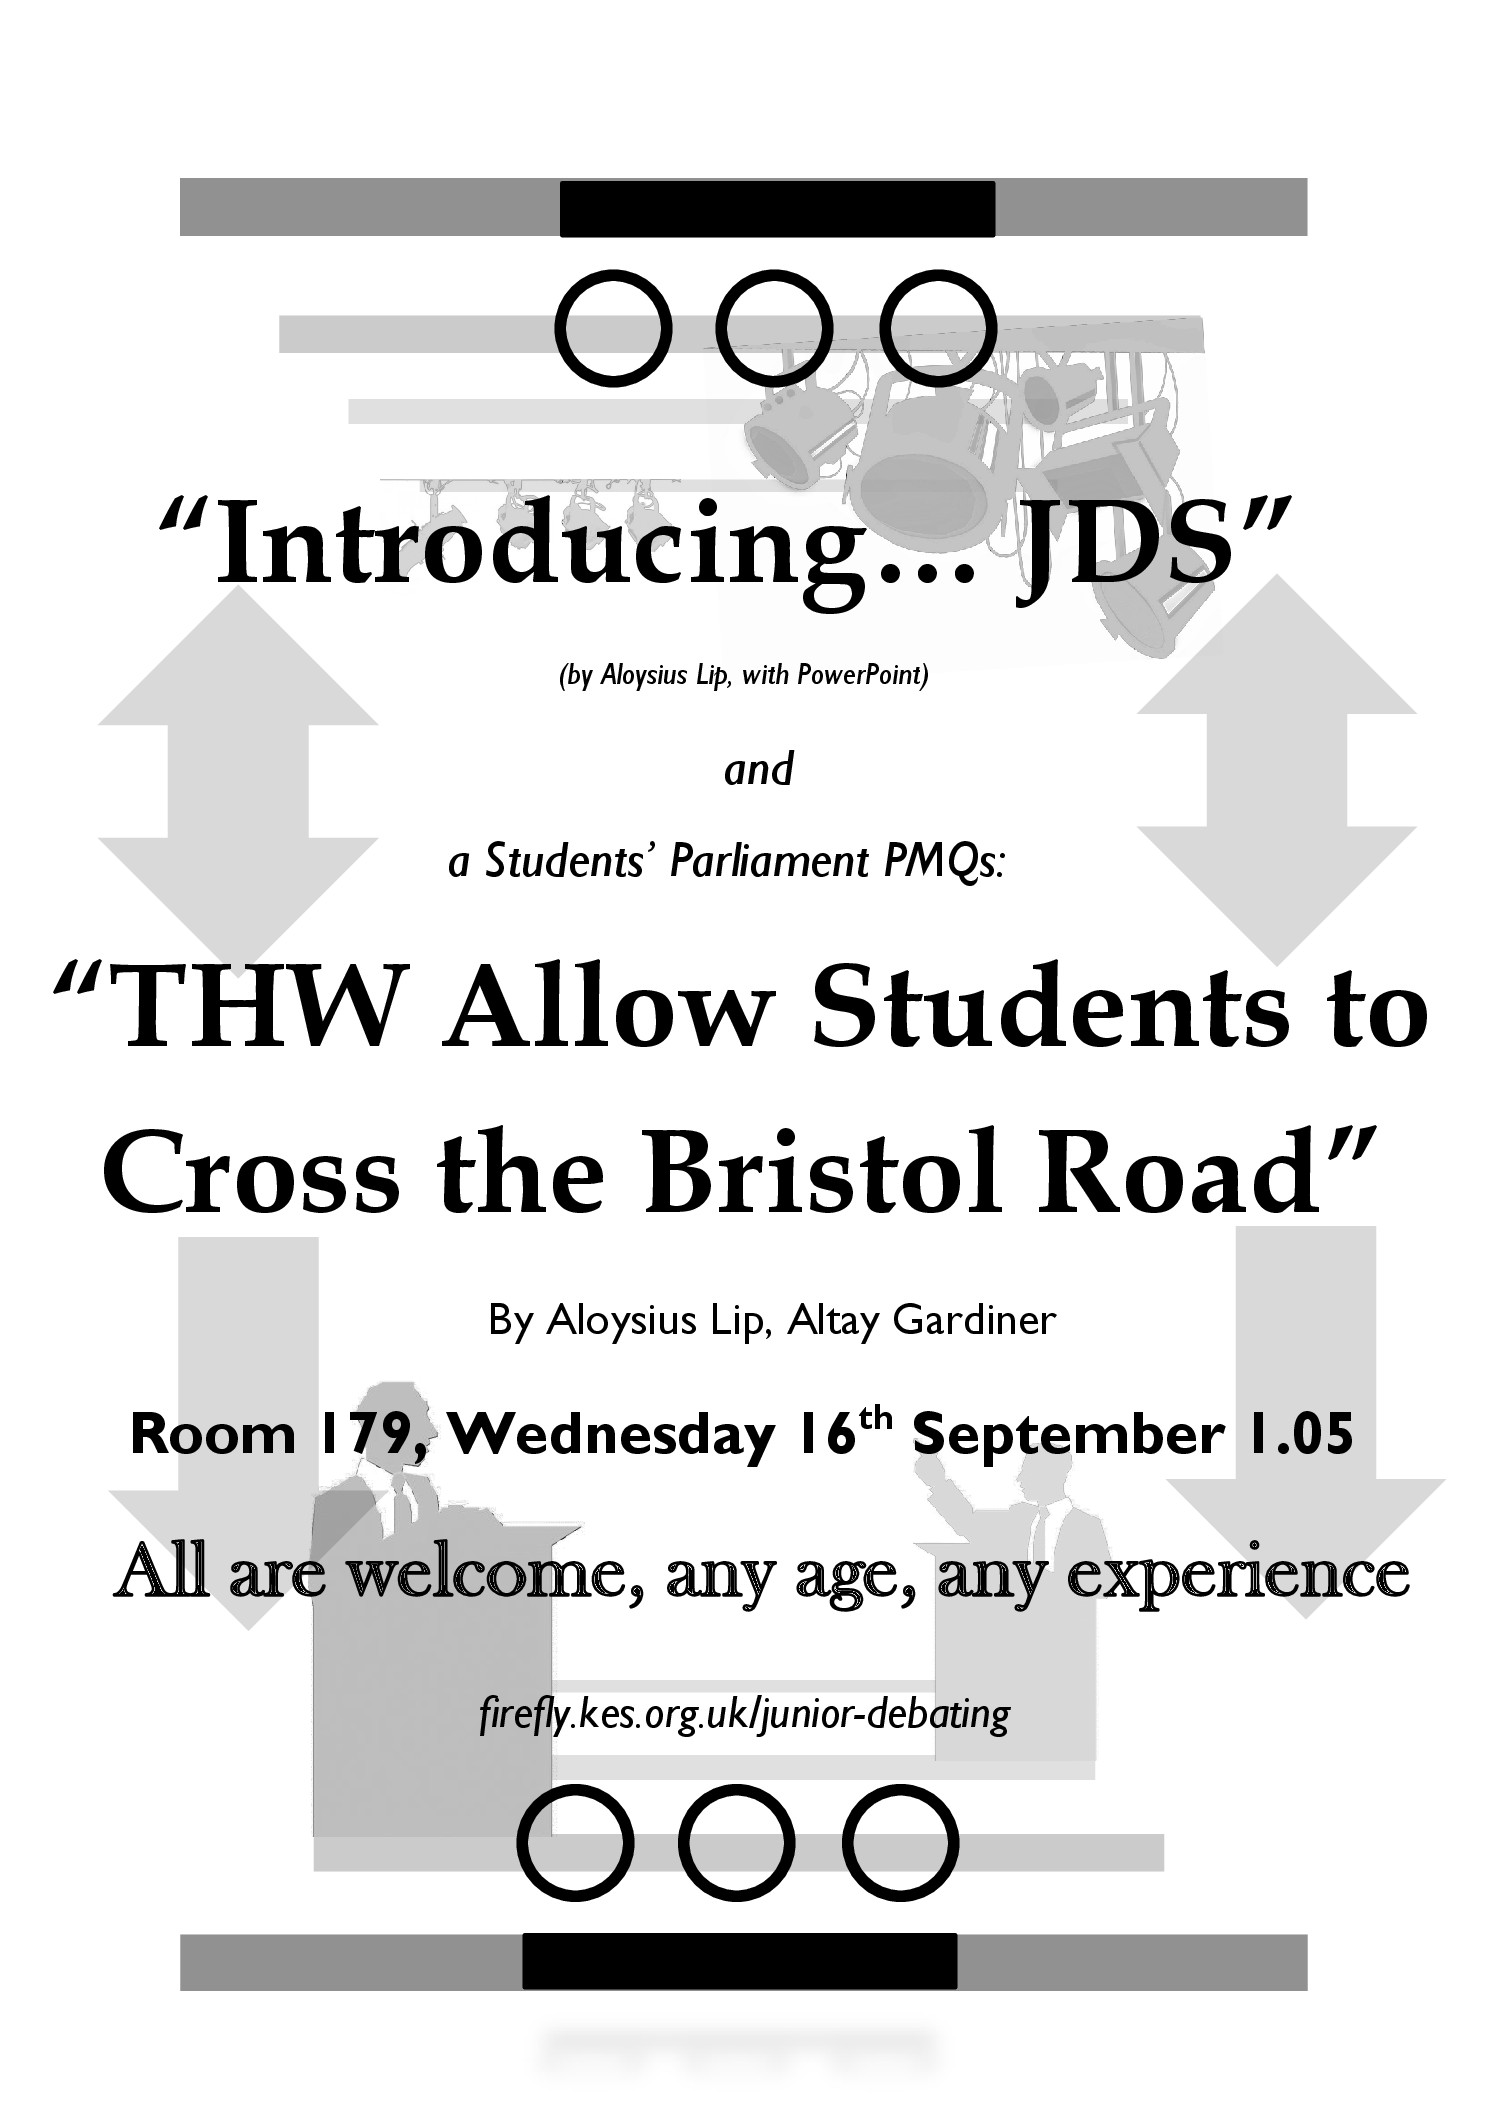 “Introducing... JDS”
(by Aloysius Lip, with PowerPoint)
and
a Students’ Parliament PMQs:
“THW Allow Students to
Cross the Bristol Road”
By Aloysius Lip, Altay Gardiner
Room 179, Wednesday 16th September 1.05
All are welcome, any age, any experience
firefly.kes.org.uk/junior-debating